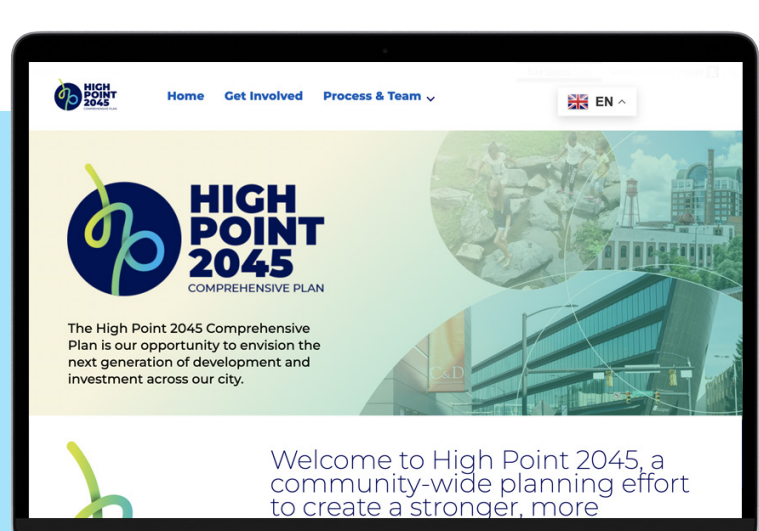 HIGH
POINT
2045
COMPREHENSIVE PLAN
Home Get Involved Process & Team
EN
HIGH
POINT
2045
COMPREHENSIVE PLAN
The High Point 2045 Comprehensive
Plan is our opportunity to envision the
next generation of development and
investment across our city.
C&D
Welcome to High Point 2045, a
community-wide planning effort
to create a stronger, more